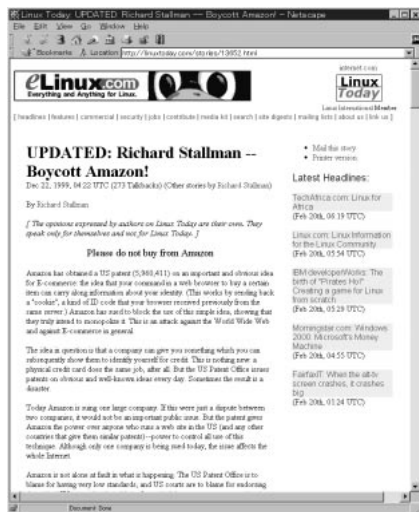 Linux Today: UPDATED: Richard Stallman -- Boycott Amazon! - Netscape
File Edit View Go Window Help
Bookmarks Location: http://linuxtoday.com/stories/13652.html
internet.com
eLinux.com
Everything and Anything for Linux.
Linux Today
Linux International Member
[ headlines | features | commercial | security | jobs | contribute | media kit | search | site digests | mailing lists | about us | link us ]
UPDATED: Richard Stallman --
Boycott Amazon!
Dec 22, 1999, 04:22 UTC (273 Talkbacks) (Other stories by Richard Stallman)
By Richard Stallman
[ The opinions expressed by authors on Linux Today are their own. They
speak only for themselves and not for Linux Today. ]
Please do not buy from Amazon
Amazon has obtained a US patent (5,960,411) on an important and obvious idea
for E-commerce: the idea that your command in a web browser to buy a certain
item can carry along information about your identity. (This works by sending back
a "cookie", a kind of ID code that your browser received previously from the
same server.) Amazon has sued to block the use of this simple idea, showing that
they truly intend to monopolize it. This is an attack against the World Wide Web
and against E-commerce in general.
The idea in question is that a company can give you something which you can
subsequently show them to identify yourself for credit. This is nothing new: a
physical credit card does the same job, after all. But the US Patent Office issues
patents on obvious and well-known ideas every day. Sometimes the result is a
disaster.
Today Amazon is suing one large company. If this were just a dispute between
two companies, it would not be an important public issue. But the patent gives
Amazon the power over anyone who runs a web site in the US (and any other
countries that give them similar patents)--power to control all use of this
technique. Although only one company is being sued today, the issue affects the
whole Internet.
Amazon is not alone at fault in what is happening. The US Patent Office is to
blame for having very low standards, and US courts are to blame for endorsing
Mail this story
Printer version
Latest Headlines:
TechAfrica.com: Linux for
Africa
(Feb 20th, 06:19 UTC)
Linux.com: Linux Information
for the Linux Community
(Feb 20th, 05:54 UTC)
IBM developerWorks: The
birth of "Pirates Ho!"
Creating a game for Linux
from scratch
(Feb 20th, 05:29 UTC)
Morningstar.com: Windows
2000: Microsoft's Money
Machine
(Feb 20th, 04:55 UTC)
FairfaxIT: When the alt-tv
screen crashes, it crashes
big
(Feb 20th, 01:24 UTC)
Document: Done